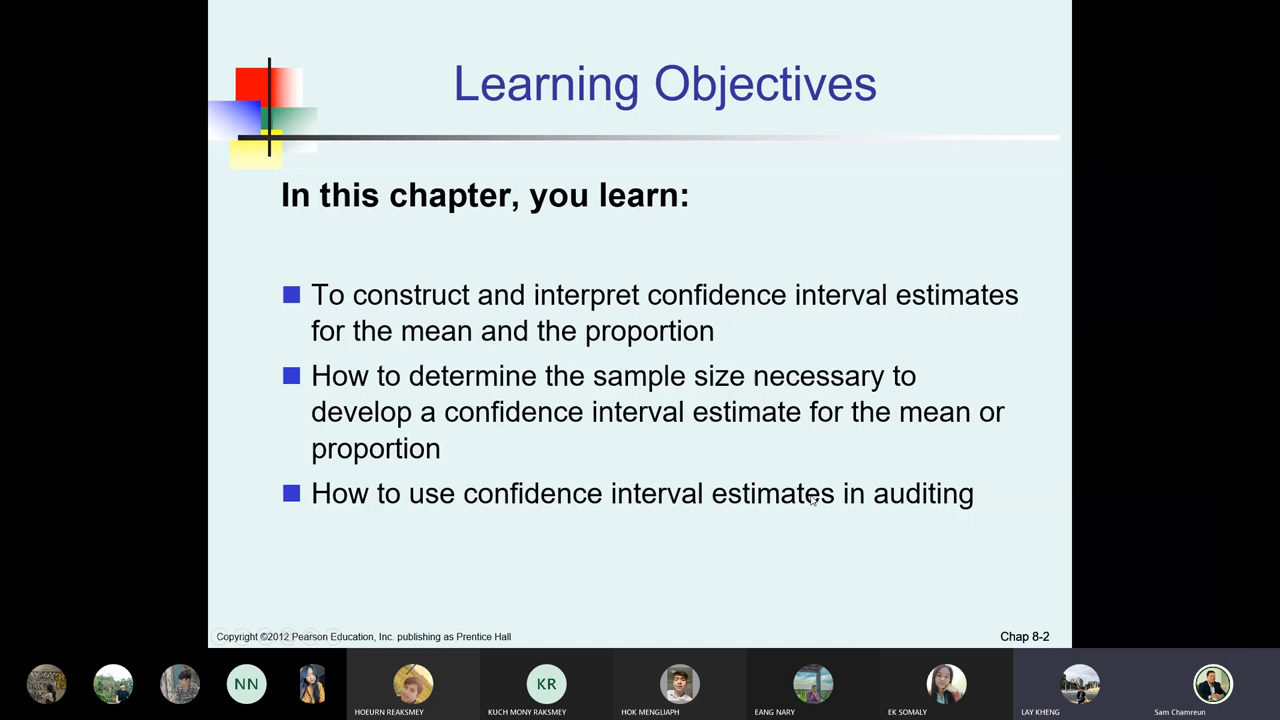 Learning Objectives
In this chapter, you learn:
To construct and interpret confidence interval estimates
for the mean and the proportion
How to determine the sample size necessary to
develop a confidence interval estimate for the mean or
proportion
How to use confidence interval estimates in auditing
Copyright ©2012 Pearson Education, Inc. publishing as Prentice Hall
Chap 8-2
NN
KR
HOEURN REAKSMEY
KUCH MONY RAKSMEY
HOK MENGLIAPH
EANG NARY
EK SOMALY
LAY KHENG
Sam Chamreun